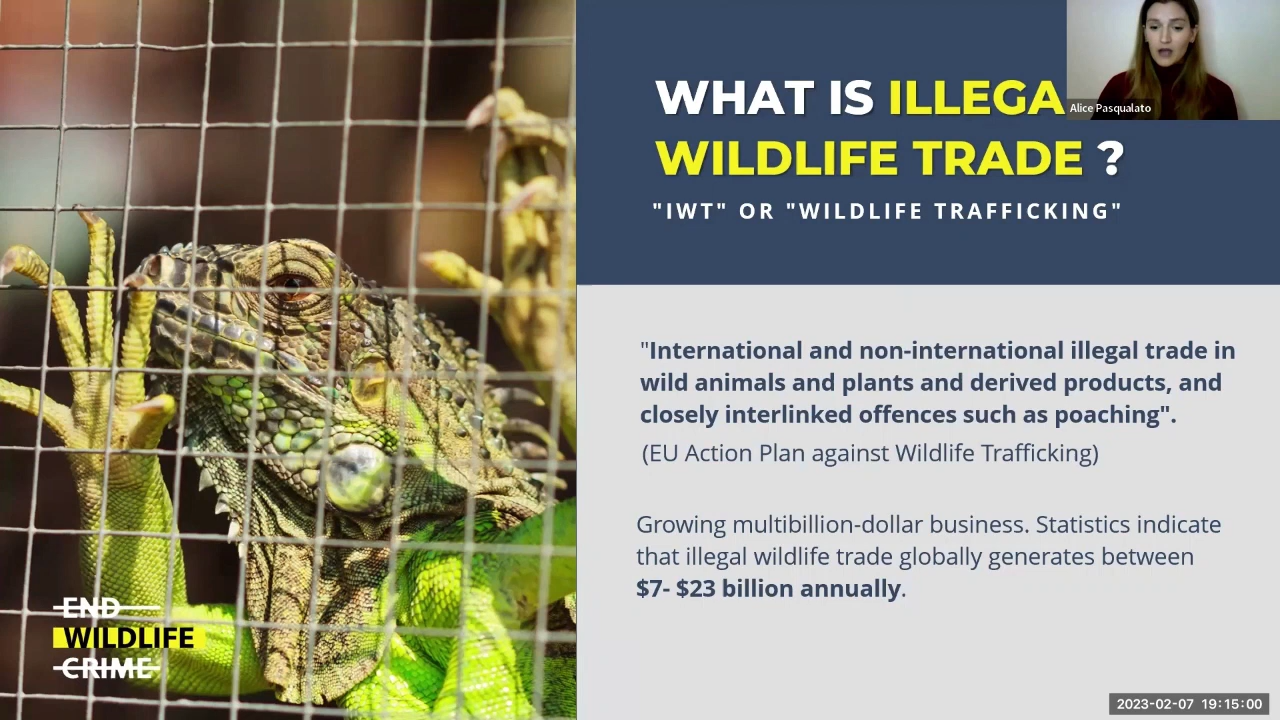 WHAT IS ILLEGA
WILDLIFE TRADE ?
"IWT" OR "WILDLIFE TRAFFICKING"
Alice Pasqualato
"International and non-international illegal trade in
wild animals and plants and derived products, and
closely interlinked offences such as poaching".
(EU Action Plan against Wildlife Trafficking)
Growing multibillion-dollar business. Statistics indicate
that illegal wildlife trade globally generates between
$7- $23 billion annually.
END
WILDLIFE
CRIME
2023-02-07 19:15:00